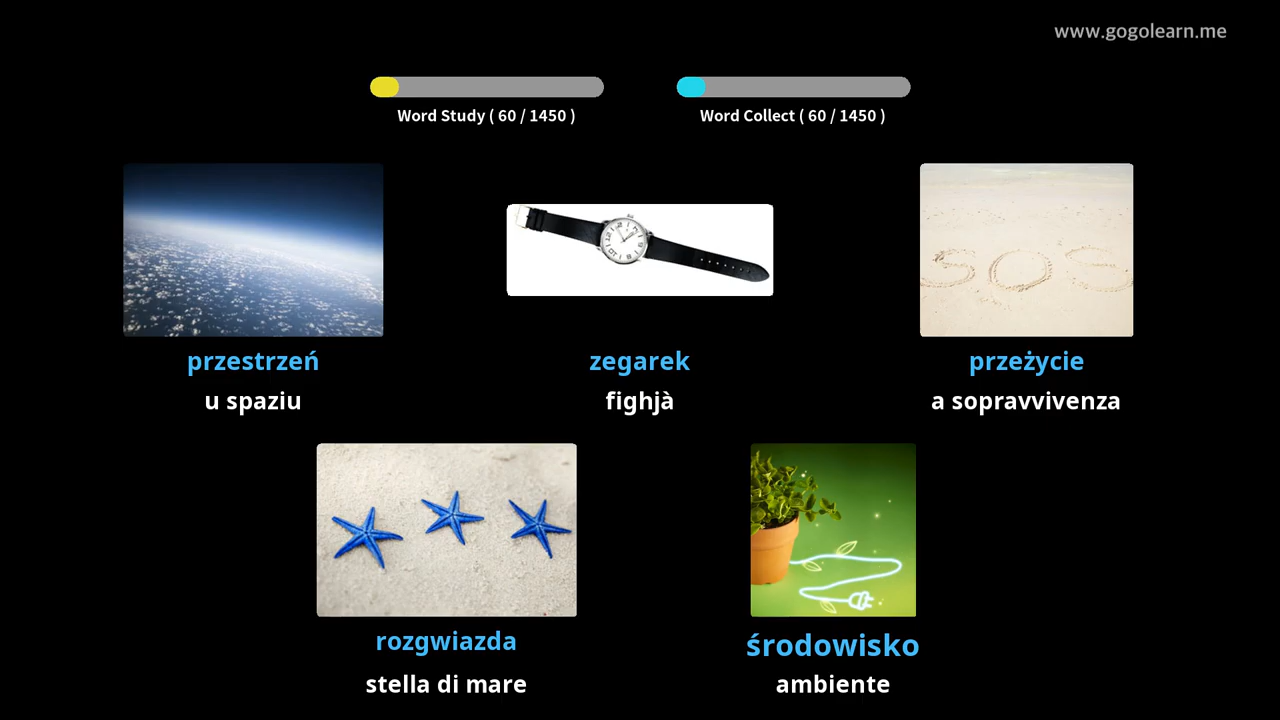 www.gogolearn.me
Word Study ( 60 / 1450 )
Word Collect ( 60 / 1450 )
SOS
przestrzeń
zegarek
przeżycie
u spaziu
fighjà
a sopravvivenza
rozgwiazda
środowisko
stella di mare
ambiente